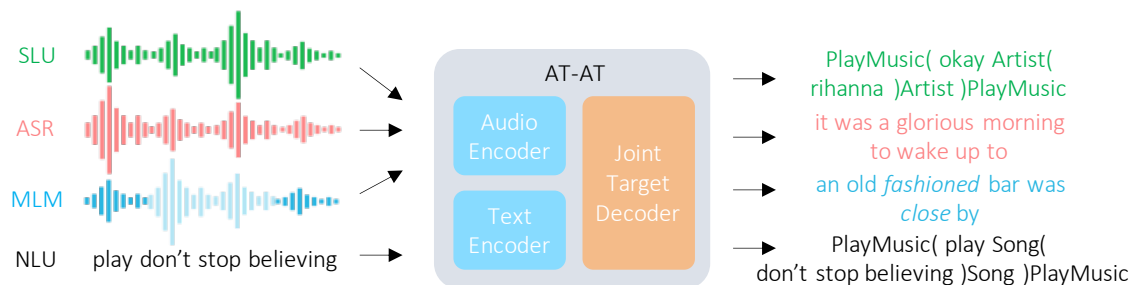 SLU
ASR
MLM
NLU
play don't stop believing
AT-AT
Audio
Encoder
Text
Encoder
Joint
Target
Decoder
PlayMusic( okay Artist(
rihanna )Artist )PlayMusic
it was a glorious morning
to wake up to
an old fashioned bar was
close by
PlayMusic( play Song(
don't stop believing )Song )PlayMusic